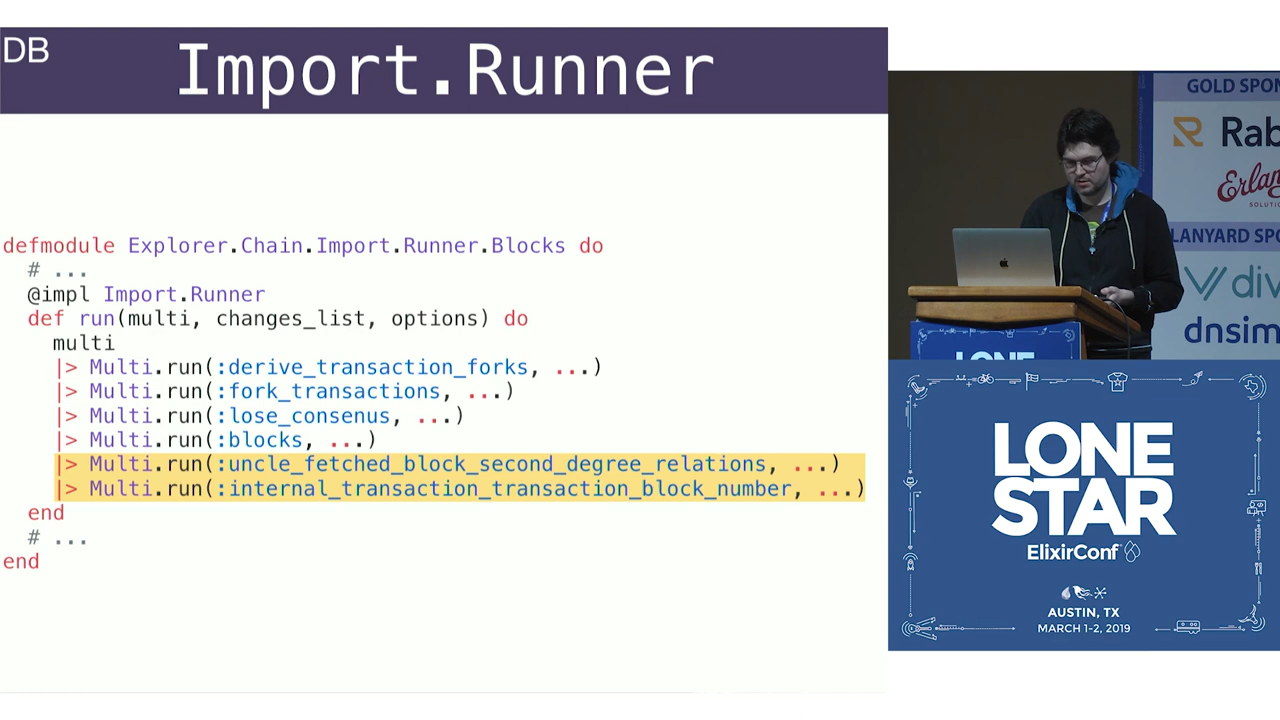 DB
Import.Runner
defmodule Explorer.Chain.Import.Runner.Blocks do
# ...
@impl Import.Runner
def run(multi, changes_list, options) do
multi
|> Multi.run(:derive_transaction_forks, ...)
|> Multi.run(:fork_transactions, ...)
|> Multi.run(:lose_consenus, ...)
|> Multi.run(:blocks, ...)
|> Multi.run(:uncle_fetched_block_second_degree_relations, ...)
|> Multi.run(:internal_transaction_transaction_block_number, ...)
end
# ...
end
GOLD SPON
Rab
Erlan
SOLUTIO
LANYARD SPO
div
dnsim
LONE
LONE
STAR
ElixirConf
AUSTIN, TX
MARCH 1-2, 2019